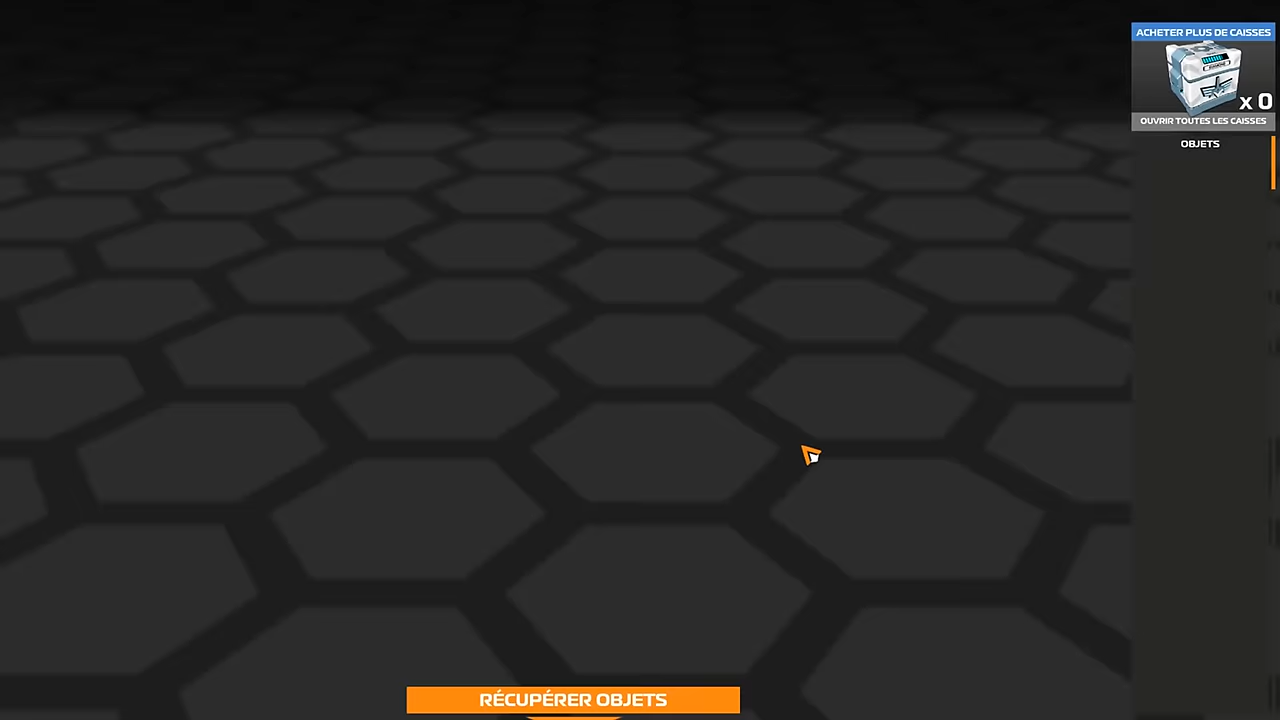 ACHETER PLUS DE CAISSES
x 0
OUVRIR TOUTES LES CAISSES
OBJETS
RÉCUPÉRER OBJETS